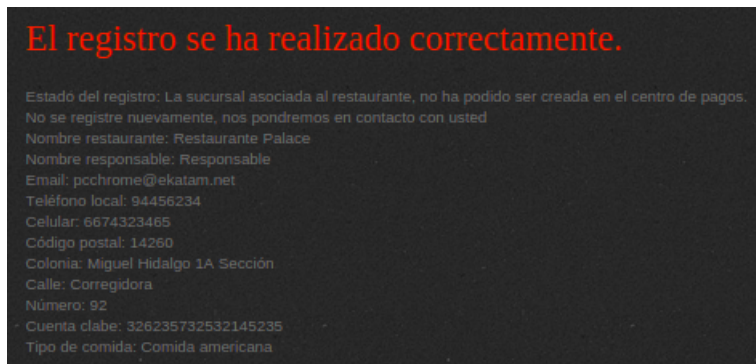 El registro se ha realizado correctamente.
Estado del registro: La sucursal asociada al restaurante, no ha podido ser creada en el centro de pagos.
No se registre nuevamente, nos pondremos en contacto con usted
Nombre restaurante: Restaurante Palace
Nombre responsable: Responsable
Email: pcchrome@ekatam.net
Teléfono local: 94456234
Celular: 6674323465
Código postal: 14260
Colonia: Miguel Hidalgo 1A Sección
Calle: Corregidora
Número: 92
Cuenta clabe: 326235732532145235
Tipo de comida: Comida americana